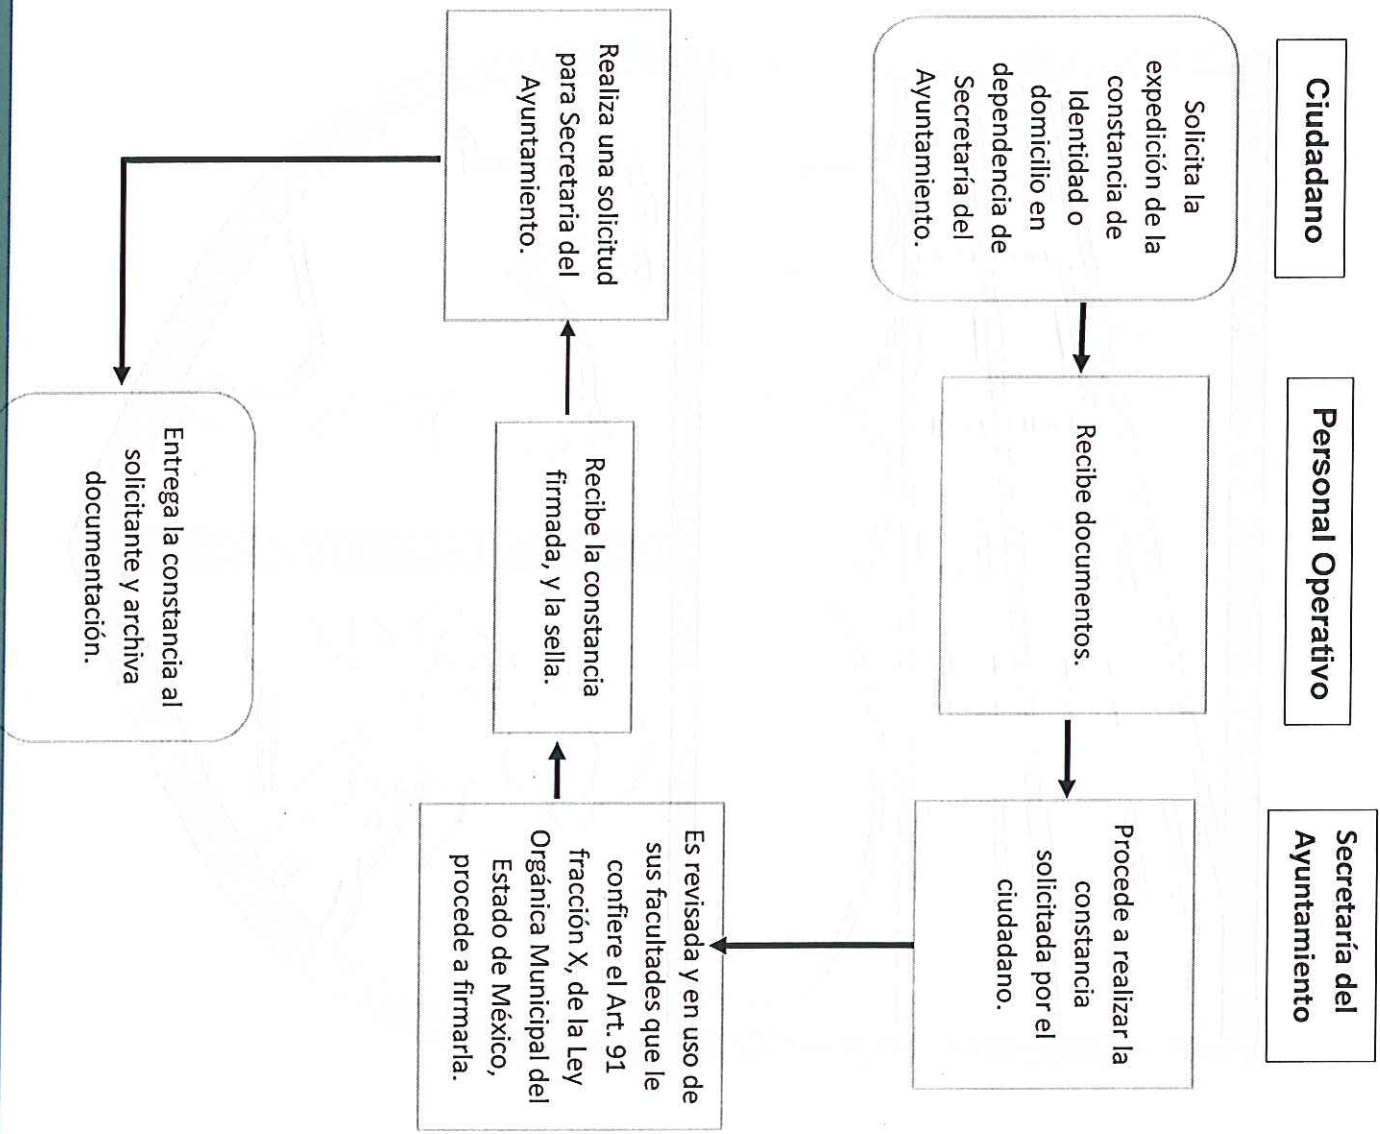 Ciudadano
Personal Operativo
Secretaría del
Ayuntamiento
Solicita la
expedición de la
constancia de
Identidad o
domicilio en
dependencia de
Secretaría del
Ayuntamiento.
Recibe documentos.
Procede a realizar la
constancia
solicitada por el
ciudadano.
Es revisada y en uso de
sus facultades que le
confiere el Art. 91
fracción X, de la Ley
Orgánica Municipal del
Estado de México,
procede a firmarla.
Recibe la constancia
firmada, y la sella.
Realiza una solicitud
para Secretaria del
Ayuntamiento.
Entrega la constancia al
solicitante y archiva
documentación.